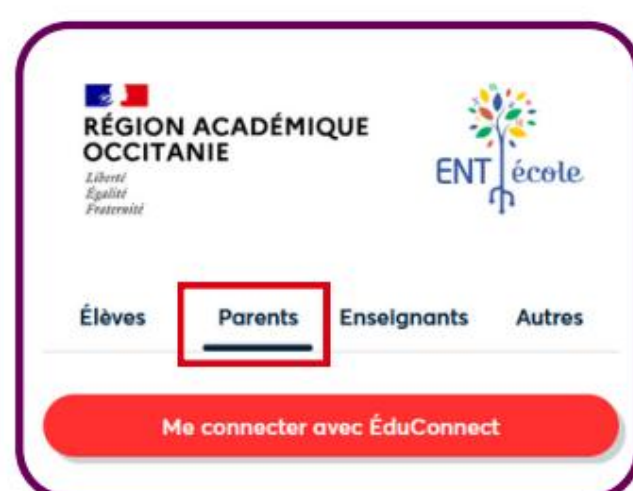 RÉGION ACADÉMIQUE
OCCITANIE
Liberté
Égalité
Fraternité
ENT école
Élèves Parents Enseignants Autres
Me connecter avec ÉduConnect